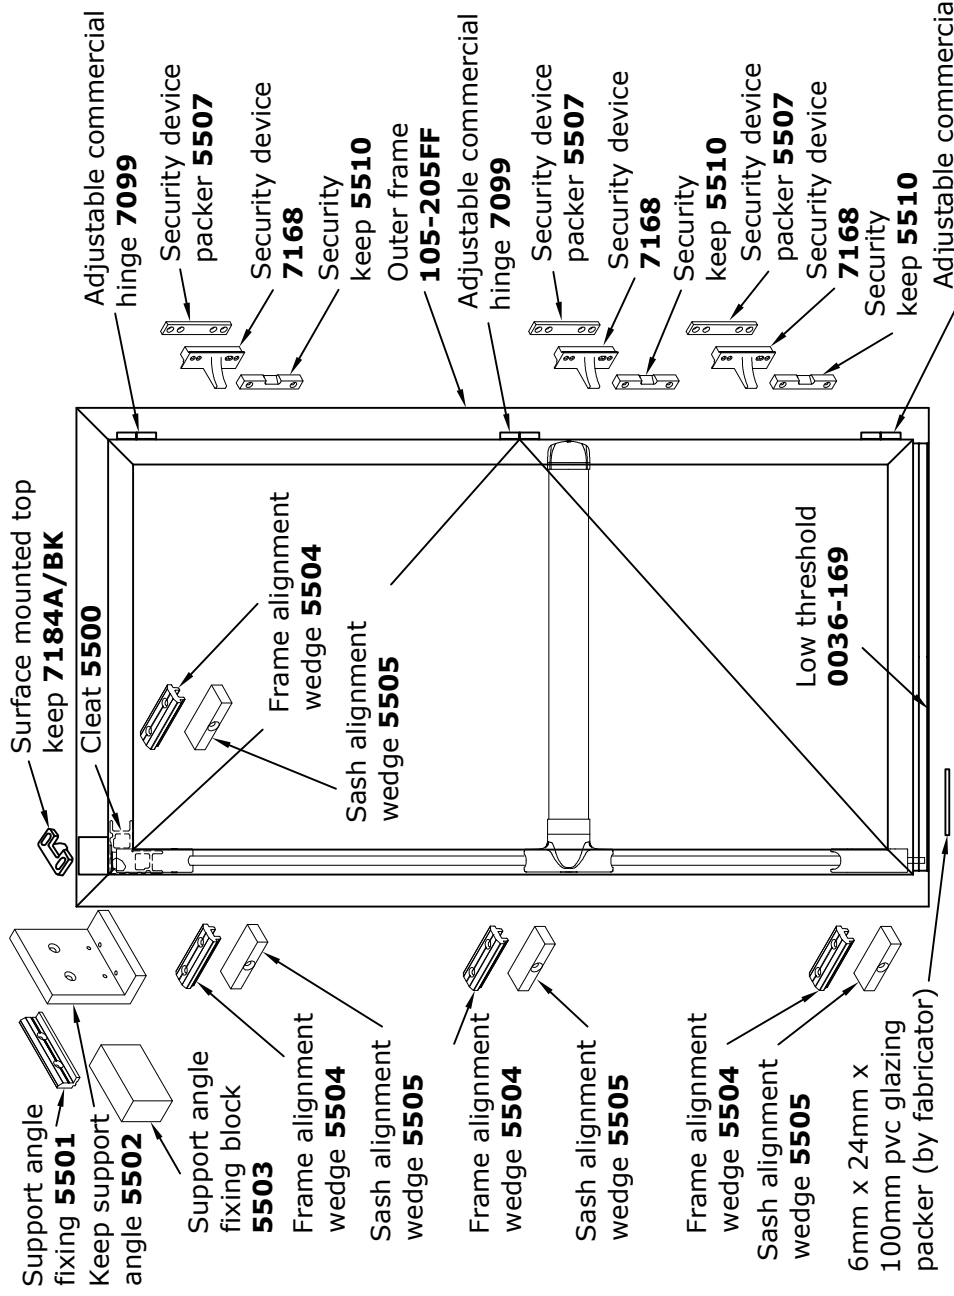 Surface mounted top
keep 7184A/BK
Cleat 5500
Support angle
fixing 5501
Keep support
angle 5502
Support angle
fixing block
5503
Frame alignment
wedge 5504
Sash alignment
wedge 5505
Frame alignment
wedge 5504
Sash alignment
wedge 5505
Frame alignment
wedge 5504
Sash alignment
wedge 5505
6mm x 24mm x
100mm pvc glazing
packer (by fabricator)
Frame alignment
wedge 5504
Sash alignment
wedge 5505
Low threshold
0036-169
Adjustable commercial
hinge 7099
Security device
packer 5507
Security device
7168
Security
keep 5510
Outer frame
105-205FF
Adjustable commercial
hinge 7099
Security device
packer 5507
Security device
7168
Security
keep 5510
Security device
packer 5507
Security device
7168
Security
keep 5510
Adjustable commercial